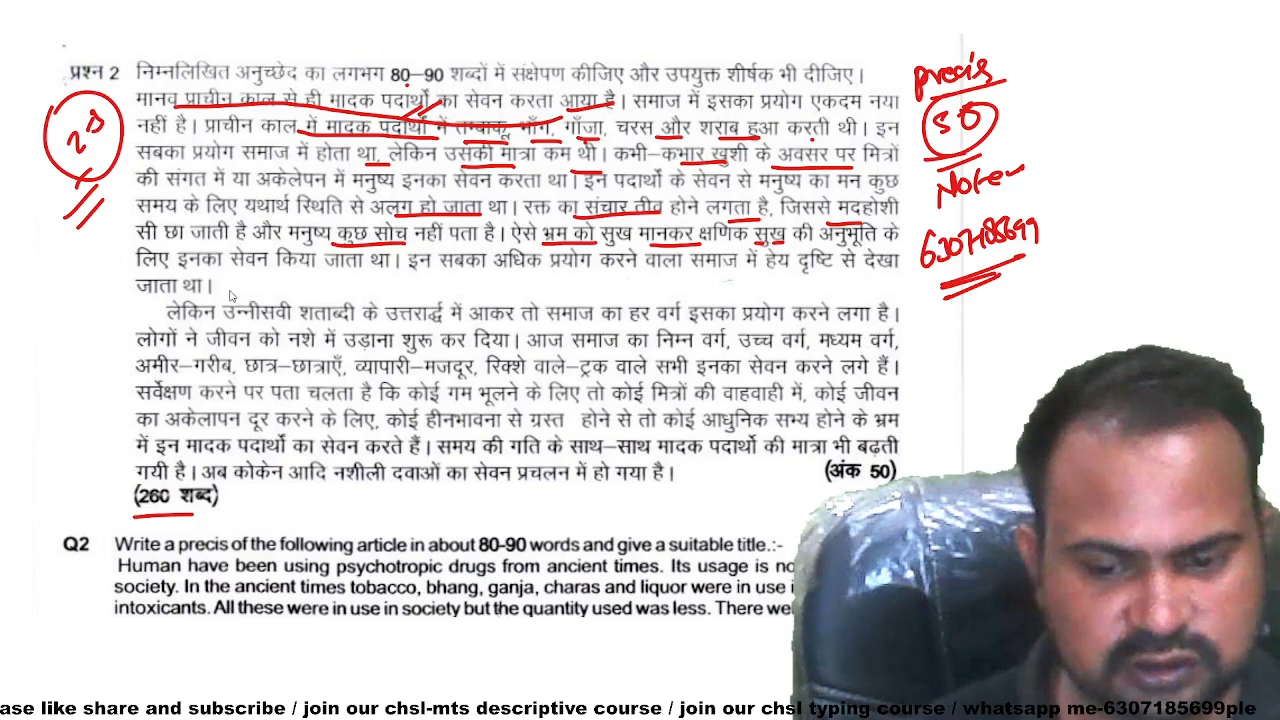 प्रश्न 2 निम्नलिखित अनुच्छेद का लगभग 80–90 शब्दों में संक्षेपण कीजिए और उपयुक्त शीर्षक भी दीजिए।
मानव प्राचीन काल से ही मादक पदार्थों का सेवन करता आया है। समाज में इसका प्रयोग एकदम नया
नहीं है। प्राचीन काल में मादक पदार्थों में तम्बाकू, भाँग, गाँजा, चरस और शराब हुआ करती थी। इन
सबका प्रयोग समाज में होता था, लेकिन उसकी मात्रा कम थी। कभी–कभार खुशी के अवसर पर मित्रों
की संगत में या अकेलेपन में मनुष्य इनका सेवन करता था। इन पदार्थों के सेवन से मनुष्य का मन कुछ
समय के लिए यथार्थ स्थिति से अलग हो जाता था। रक्त का संचार तीव्र होने लगता है, जिससे मदहोशी
सी छा जाती है और मनुष्य कुछ सोच नहीं पता है। ऐसे भ्रम को सुख मानकर क्षणिक सुख की अनुभूति के
लिए इनका सेवन किया जाता था। इन सबका अधिक प्रयोग करने वाला समाज में हेय दृष्टि से देखा
जाता था।
लेकिन उन्नीसवी शताब्दी के उत्तरार्द्ध में आकर तो समाज का हर वर्ग इसका प्रयोग करने लगा है।
लोगों ने जीवन को नशे में उड़ाना शुरू कर दिया। आज समाज का निम्न वर्ग, उच्च वर्ग, मध्यम वर्ग,
अमीर–गरीब, छात्र–छात्राएँ, व्यापारी–मजदूर, रिक्शे वाले–ट्रक वाले सभी इनका सेवन करने लगे हैं।
सर्वेक्षण करने पर पता चलता है कि कोई गम भूलने के लिए तो कोई मित्रों की वाहवाही में, कोई जीवन
का अकेलापन दूर करने के लिए, कोई हीनभावना से ग्रस्त होने से तो कोई आधुनिक सभ्य होने के भ्रम
में इन मादक पदार्थों का सेवन करते हैं। समय की गति के साथ–साथ मादक पदार्थों की मात्रा भी बढ़ती
गयी है। अब कोकेन आदि नशीली दवाओं का सेवन प्रचलन में हो गया है। (अंक 50)
(260 शब्द)
precis
50
Note
6307185699
Q2 Write a precis of the following article in about 80-90 words and give a suitable title.:-
Human have been using psychotropic drugs from ancient times. Its usage is
society. In the ancient times tobacco, bhang, ganja, charas and liquor were in use
intoxicants. All these were in use in society but the quantity used was less. There
ase like share and subscribe / join our chsl-mts descriptive course / join our chsl typing course / whatsapp me-6307185699ple